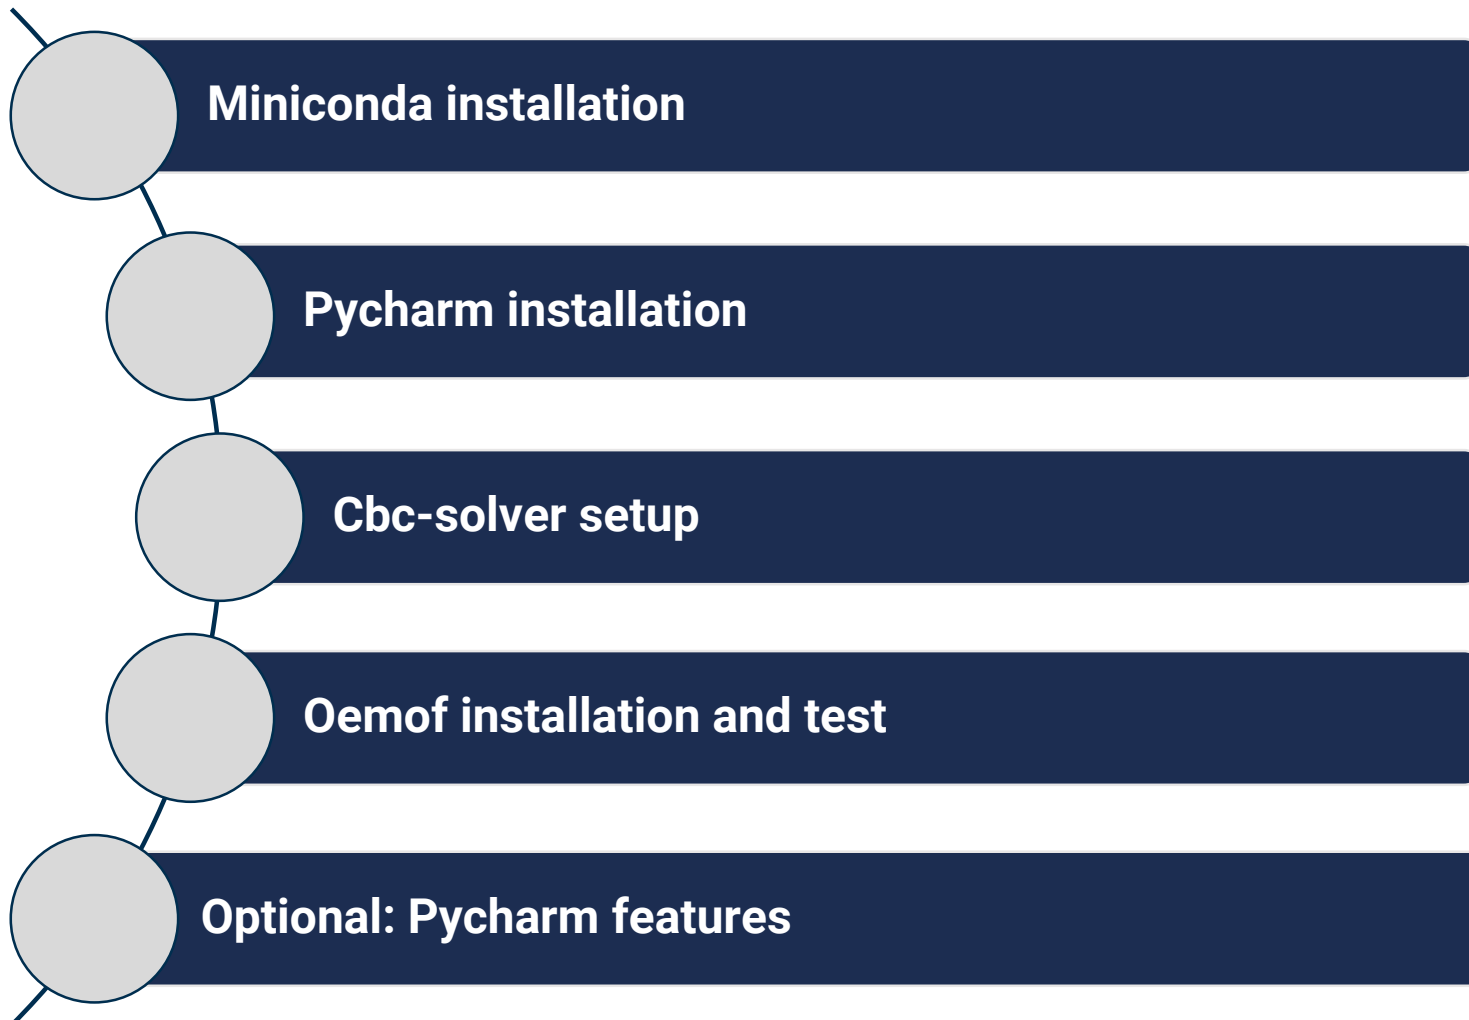 Miniconda installation
Pycharm installation
Cbc-solver setup
Oemof installation and test
Optional: Pycharm features